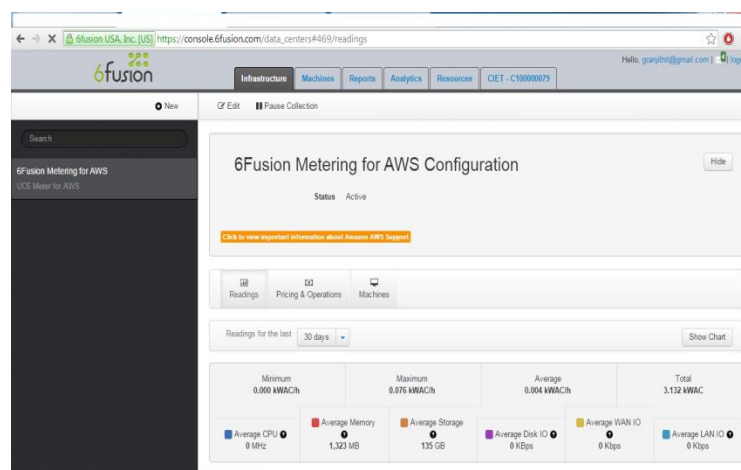 6fusion USA, Inc. [US] https://console.6fusion.com/data_centers#469/readings
6fusion
Hello, granjithit@gmail.com | log
Infrastructure Machines Reports Analytics Resources CIET - C100000079
New Edit Pause Collection
Search
6Fusion Metering for AWS
UC6 Meter for AWS
6Fusion Metering for AWS Configuration Hide
Status Active
Click to view important information about Amazon AWS Support
Readings Pricing & Operations Machines
Readings for the last 30 days Show Chart
Minimum Maximum Average Total
0.000 kWAC/h 0.076 kWAC/h 0.004 kWAC/h 3.132 kWAC
Average CPU Average Memory Average Storage Average Disk IO Average WAN IO Average LAN IO
0 MHz 1,323 MB 135 GB 0 KBps 0 Kbps 0 Kbps